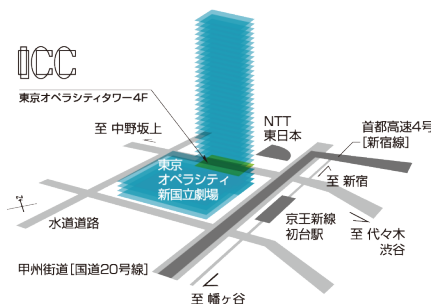 ICC
東京オペラシティタワー4F
至 中野坂上
NTT
東日本
首都高速4号
[新宿線]
東京
オペラシティ
新国立劇場
至 新宿
水道道路
京王新線
初台駅
至 代々木
渋谷
甲州街道[国道20号線]
至 幡ヶ谷